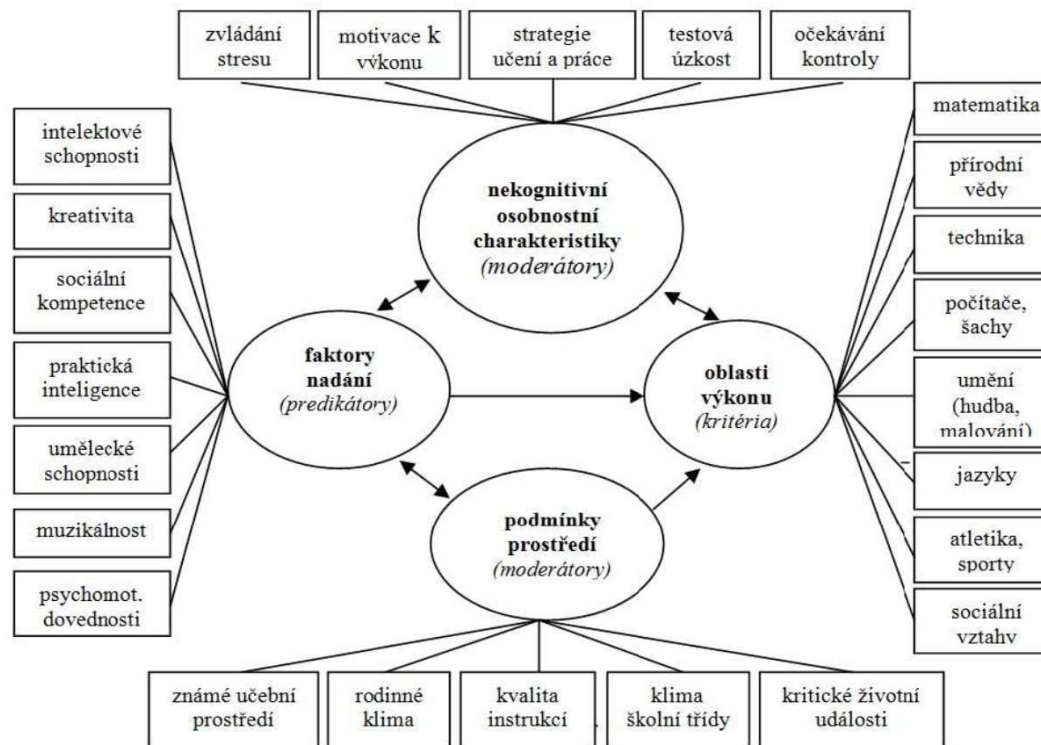 zvládání
stresu
motivace k
výkonu
strategie
učení a práce
testová
úzkost
očekávání
kontroly
intelektové
schopnosti
kreativita
sociální
kompetence
praktická
inteligence
umělecké
schopnosti
muzikálnost
psychomot.
dovednosti
nekognitivní
osobnostní
charakteristiky
(moderátory)
faktory
nadání
(predikátory)
oblasti
výkonu
(kritéria)
podmínky
prostředí
(moderátory)
matematika
přírodní
vědy
technika
počítače,
šachy
umění
(hudba,
malování)
jazyky
atletika,
sporty
sociální
vztahy
známé učební
prostředí
rodinné
klima
kvalita
instrukcí
klima
školní třídy
kritické životní
události